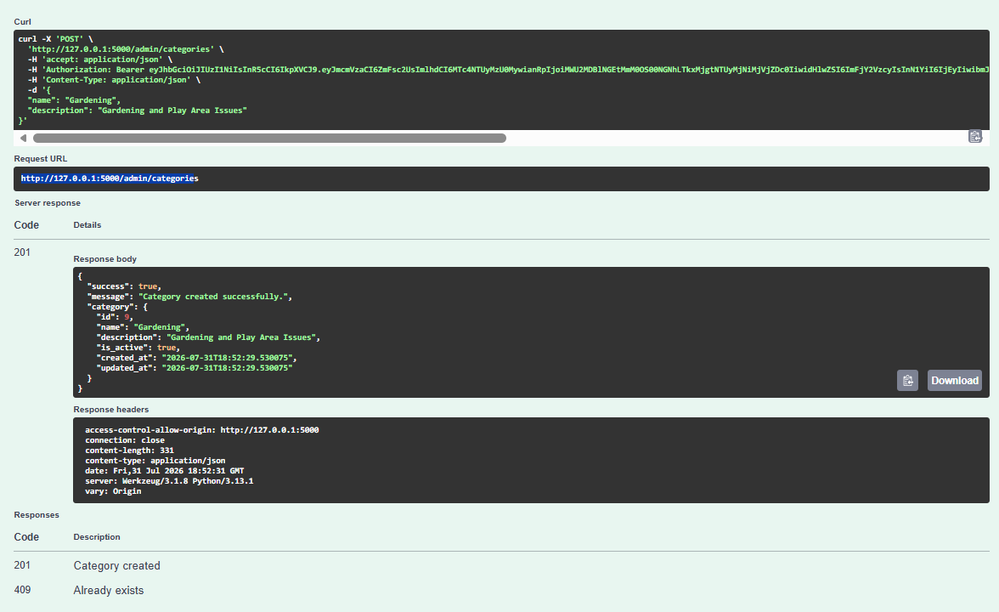 Curl
curl -X 'POST' \
'http://127.0.0.1:5000/admin/categories' \
-H 'accept: application/json' \
-H 'Authorization: Bearer
-H 'Content-Type: application/json' \
-d '{
"name": "Gardening",
"description": "Gardening and Play Area Issues"
}'
Request URL
http://127.0.0.1:5000/admin/categories
Server response
Code Details
201
Response body
{
"success": true,
"message": "Category created successfully.",
"category": {
"id": 9,
"name": "Gardening",
"description": "Gardening and Play Area Issues",
"is_active": true,
"created_at": "2026-07-31T18:52:29.530075",
"updated_at": "2026-07-31T18:52:29.530075"
}
}
Download
Response headers
access-control-allow-origin: http://127.0.0.1:5000
connection: close
content-length: 331
content-type: application/json
date: Fri,31 Jul 2026 18:52:31 GMT
server: Werkzeug/3.1.8 Python/3.13.1
vary: Origin
Responses
Code Description
201 Category created
409 Already exists